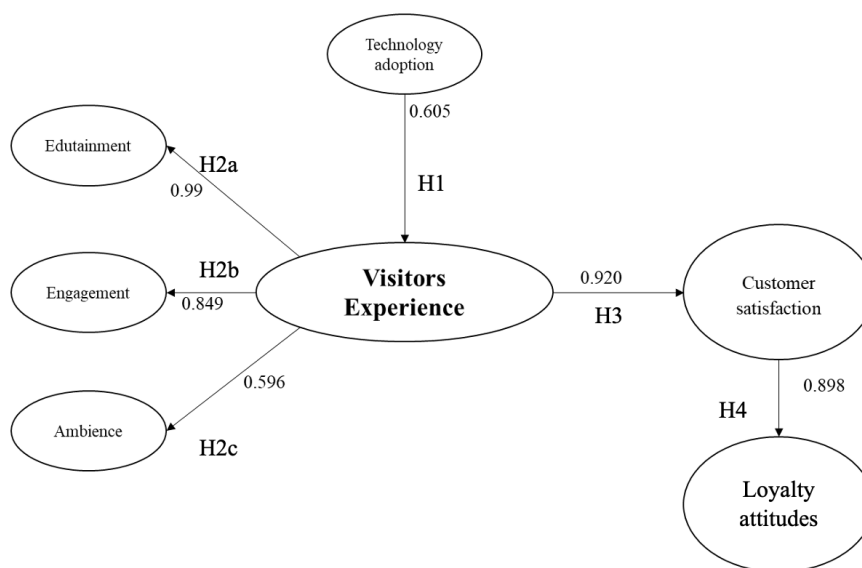 Technology
adoption
0.605
H1
Edutainment
H2a
0.99
Engagement
H2b
0.849
Visitors
Experience
0.920
H3
Customer
satisfaction
0.596
Ambience
H2c
0.898
H4
Loyalty
attitudes